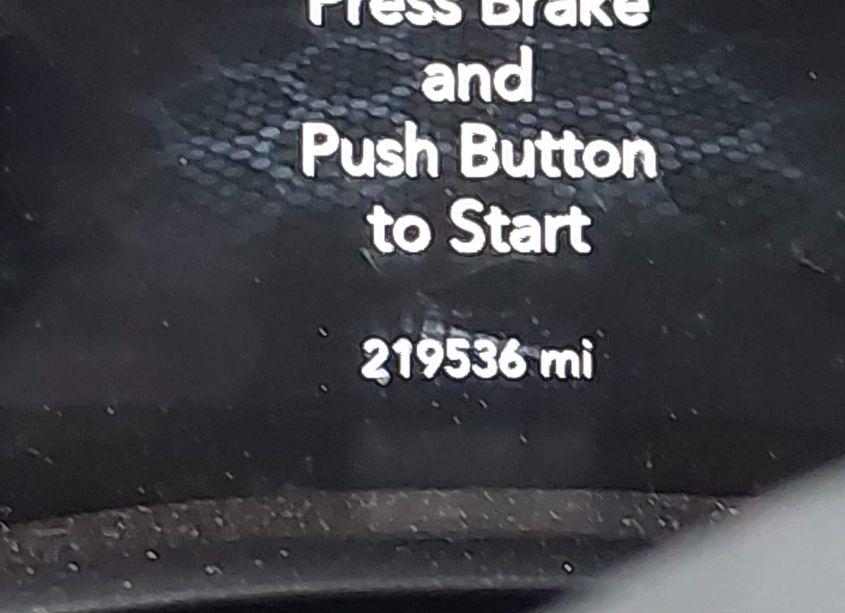 Press Brake
and
Push Button
to Start
219536 mi